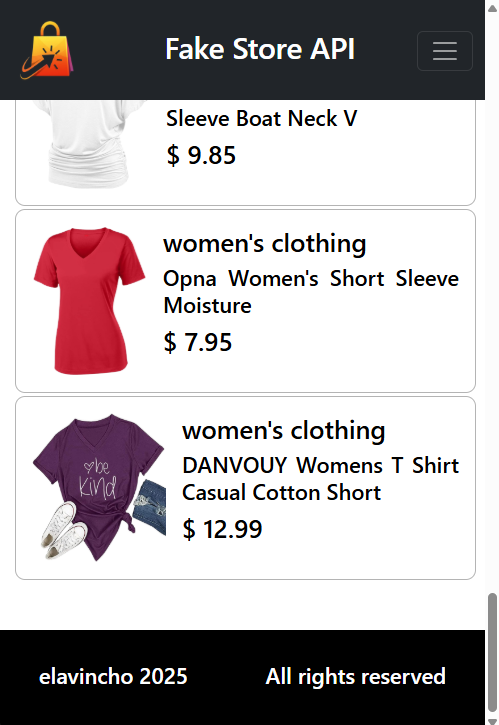 Fake Store API
Sleeve Boat Neck V
$ 9.85
women's clothing
Opna Women's Short Sleeve
Moisture
$ 7.95
women's clothing
DANVOUY Womens T Shirt
Casual Cotton Short
$ 12.99
be
kind
elavincho 2025
All rights reserved